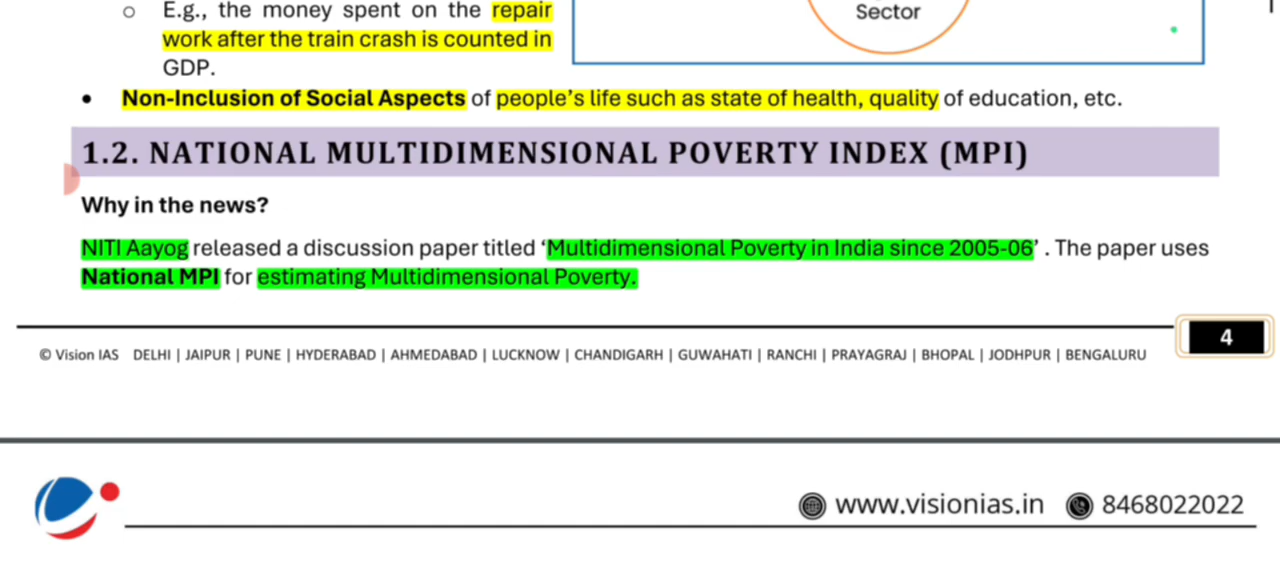 o E.g., the money spent on the repair
work after the train crash is counted in
GDP.
Sector
• Non-Inclusion of Social Aspects of people's life such as state of health, quality of education, etc.
1.2. NATIONAL MULTIDIMENSIONAL POVERTY INDEX (MPI)
Why in the news?
NITI Aayog released a discussion paper titled ‘Multidimensional Poverty in India since 2005-06’ . The paper uses
National MPI for estimating Multidimensional Poverty.
4
© Vision IAS DELHI | JAIPUR | PUNE | HYDERABAD | AHMEDABAD | LUCKNOW | CHANDIGARH | GUWAHATI | RANCHI | PRAYAGRAJ | BHOPAL | JODHPUR | BENGALURU
www.visionias.in 8468022022